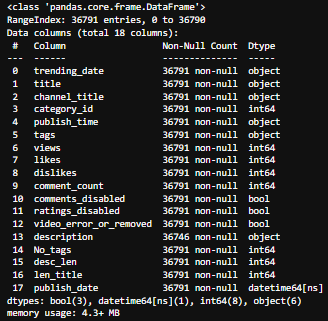 <class 'pandas.core.frame.DataFrame'>
RangeIndex: 36791 entries, 0 to 36790
Data columns (total 18 columns):
 #   Column                  Non-Null Count  Dtype
---  ------                  --------------  -----
 0   trending_date           36791 non-null  object
 1   title                   36791 non-null  object
 2   channel_title           36791 non-null  object
 3   category_id             36791 non-null  int64
 4   publish_time            36791 non-null  object
 5   tags                    36791 non-null  object
 6   views                   36791 non-null  int64
 7   likes                   36791 non-null  int64
 8   dislikes                36791 non-null  int64
 9   comment_count           36791 non-null  int64
 10  comments_disabled       36791 non-null  bool
 11  ratings_disabled        36791 non-null  bool
 12  video_error_or_removed  36791 non-null  bool
 13  description             36746 non-null  object
 14  No_tags                 36791 non-null  int64
 15  desc_len                36791 non-null  int64
 16  len_title               36791 non-null  int64
 17  publish_date            36791 non-null  datetime64[ns]
dtypes: bool(3), datetime64[ns](1), int64(8), object(6)
memory usage: 4.3+ MB